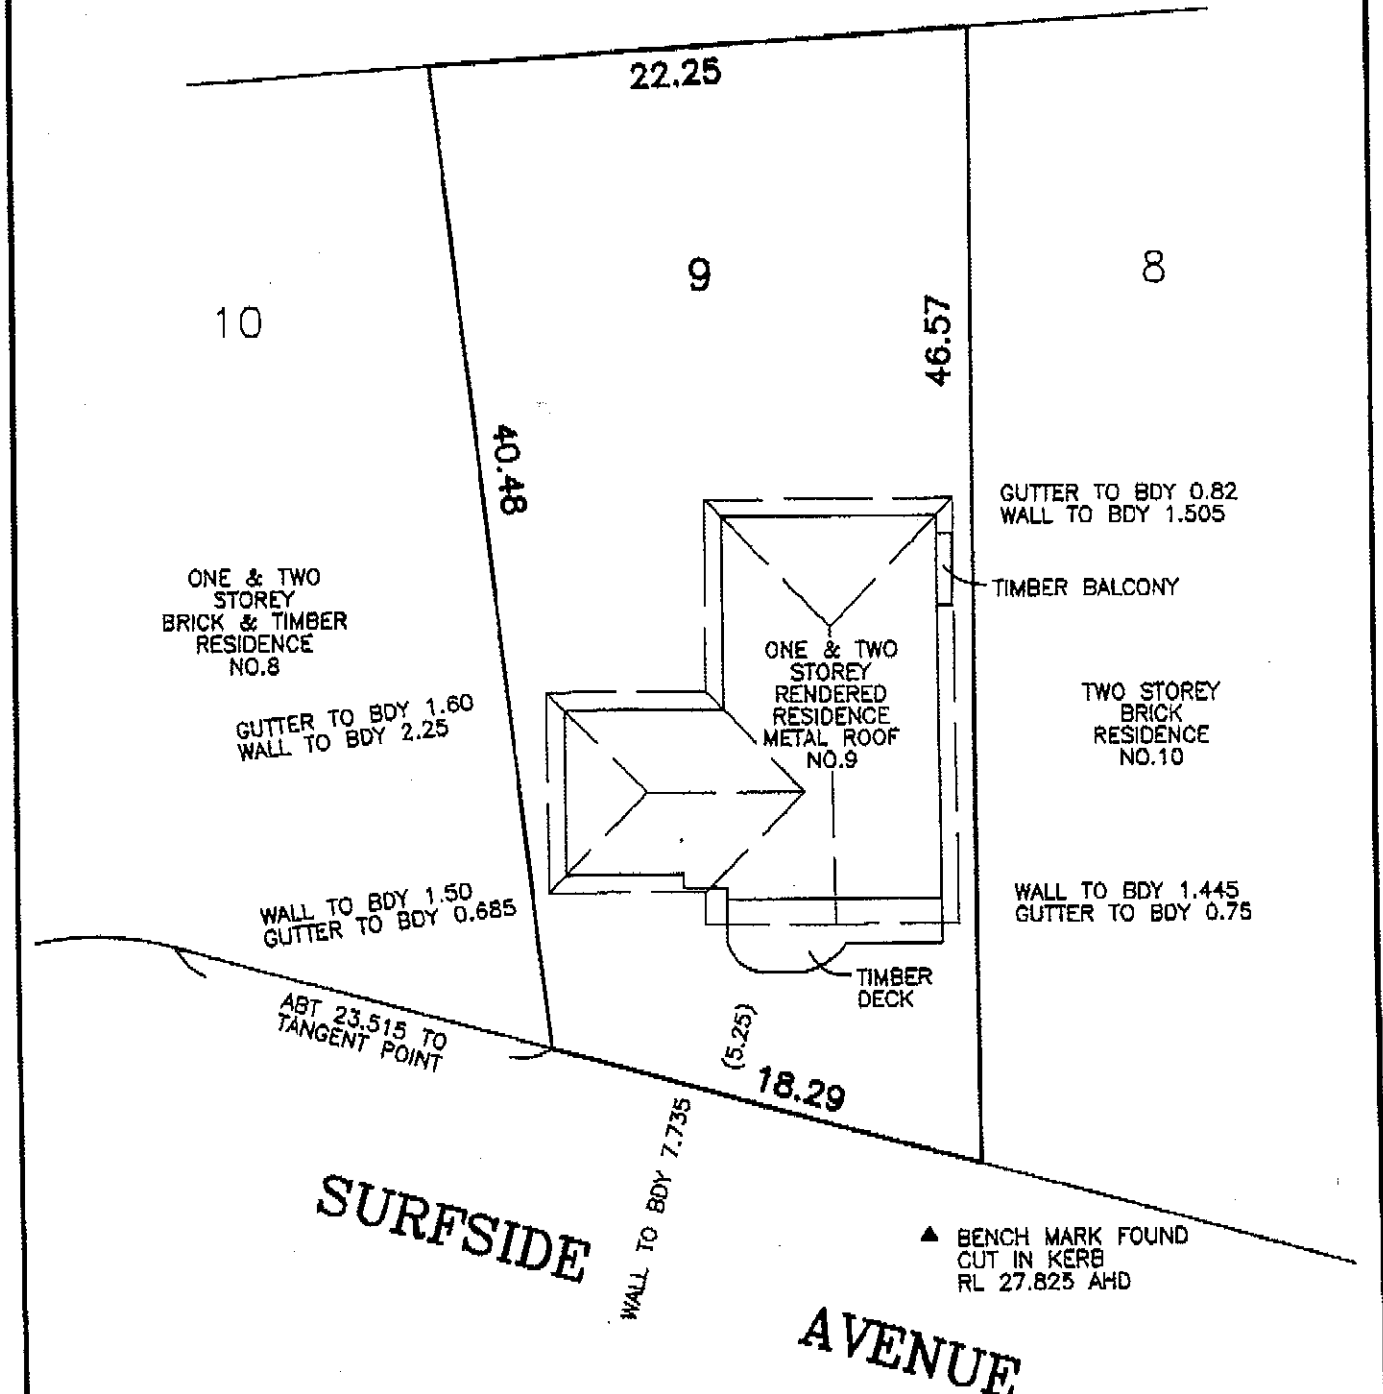 22.25
9
8
10
46.57
40.48
GUTTER TO BDY 0.82
WALL TO BDY 1.505
TIMBER BALCONY
ONE & TWO
STOREY
BRICK & TIMBER
RESIDENCE
NO.8
ONE & TWO
STOREY
RENDERED
RESIDENCE
METAL ROOF
NO.9
TWO STOREY
BRICK
RESIDENCE
NO.10
GUTTER TO BDY 1.60
WALL TO BDY 2.25
WALL TO BDY 1.50
GUTTER TO BDY 0.685
WALL TO BDY 1.445
GUTTER TO BDY 0.75
TIMBER
DECK
ABT 23.515 TO
TANGENT POINT
(5.25)
18.29
WALL TO BDY 7.735
SURFSIDE
AVENUE
BENCH MARK FOUND
CUT IN KERB
RL 27.825 AHD